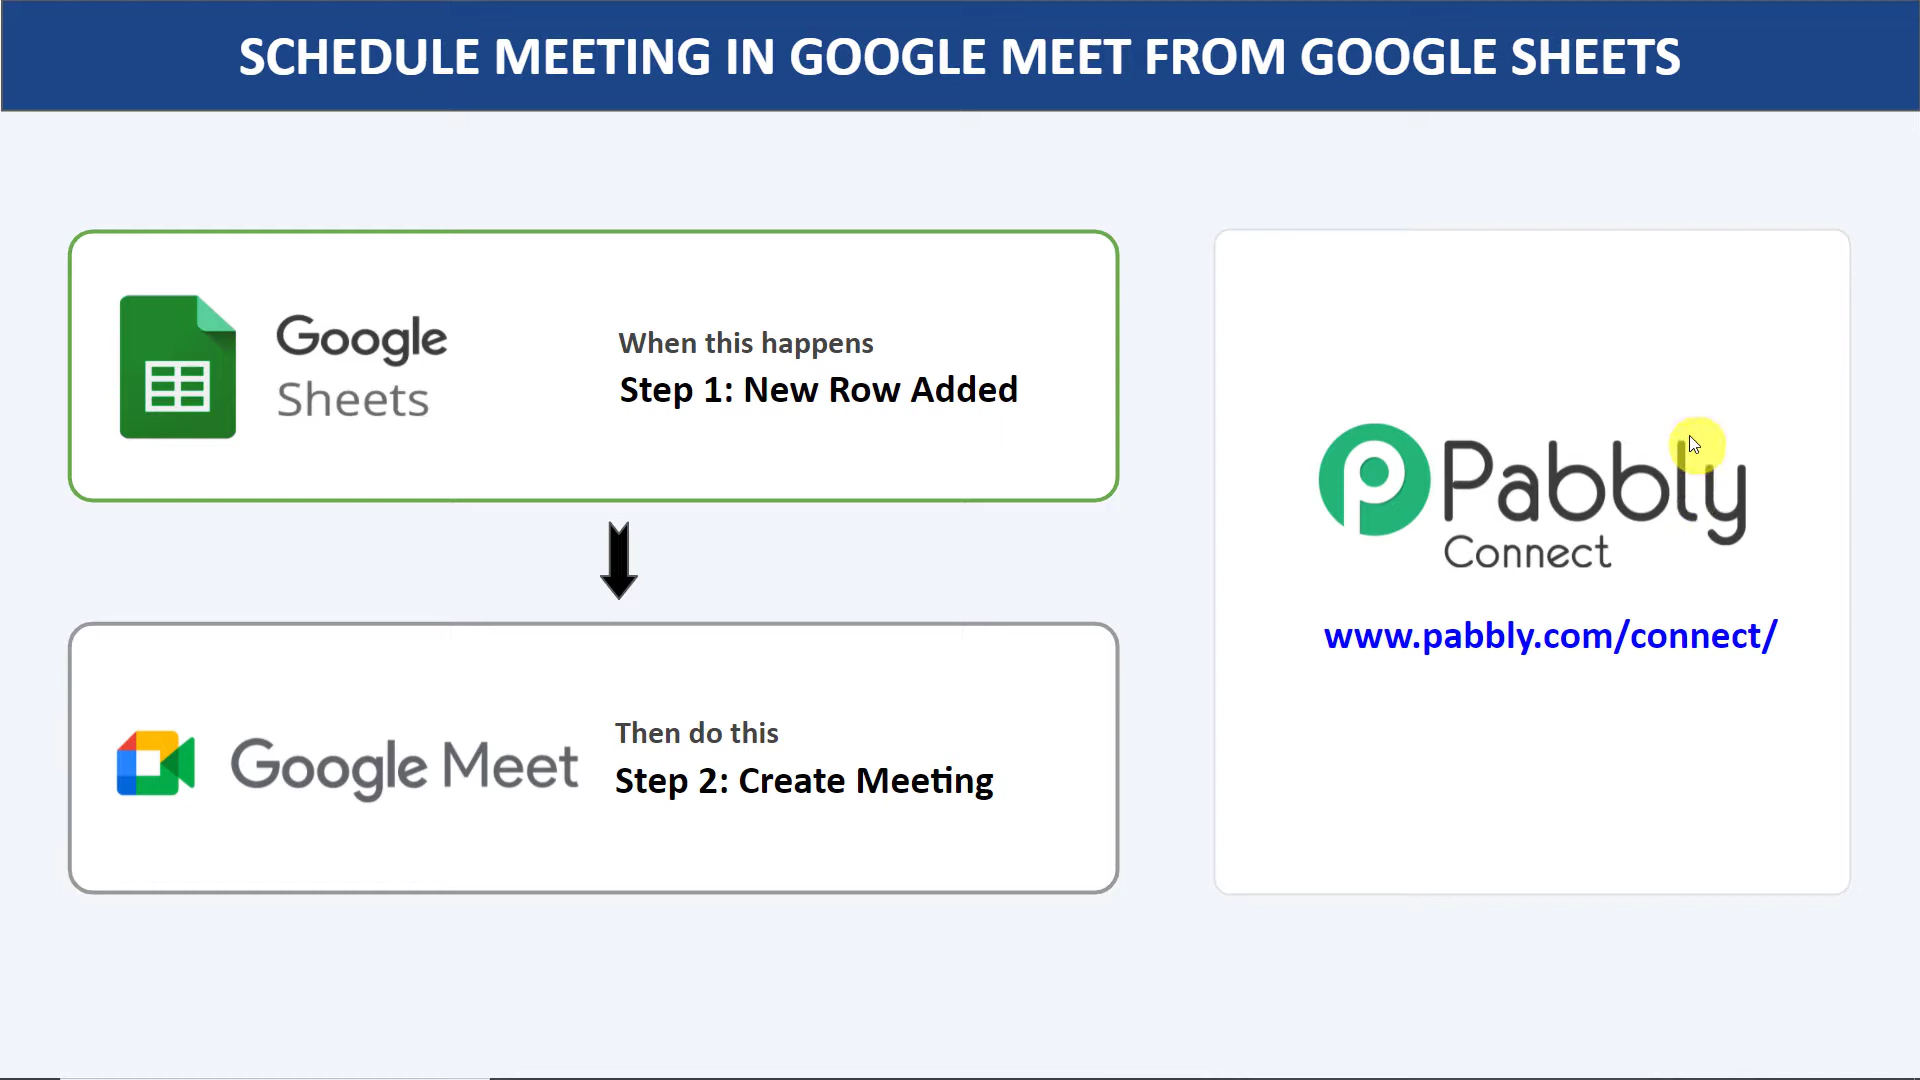 SCHEDULE MEETING IN GOOGLE MEET FROM GOOGLE SHEETS
Google
Sheets
When this happens
Step 1: New Row Added
Google Meet
Then do this
Step 2: Create Meeting
Pabbly
Connect
www.pabbly.com/connect/